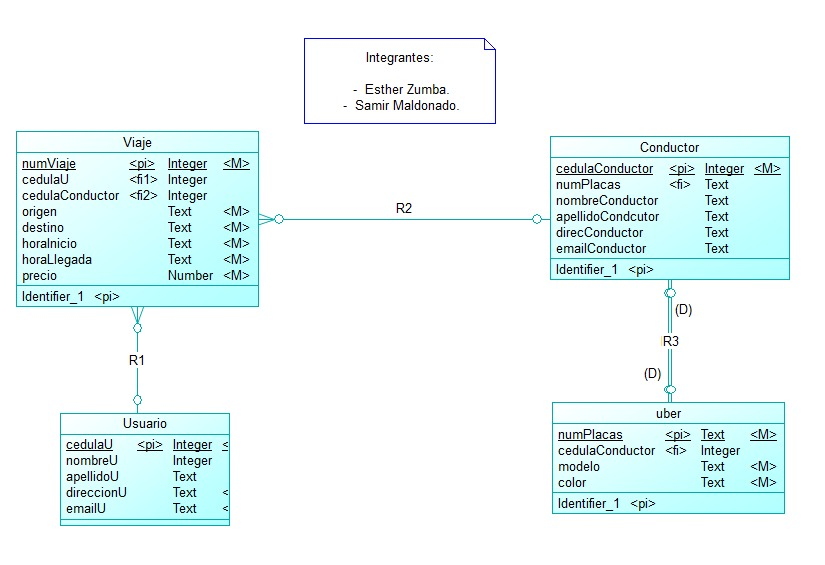 Integrantes:
- Esther Zumba.
- Samir Maldonado.
Viaje
numViaje <pi> Integer <M>
cedulaU <fi1> Integer
cedulaConductor <fi2> Integer
origen Text <M>
destino Text <M>
horaInicio Text <M>
horaLlegada Text <M>
precio Number <M>
Identifier_1 <pi>
R2
Conductor
cedulaConductor <pi> Integer <M>
numPlacas <fi> Text
nombreConductor Text
apellidoCondcutor Text
direcConductor Text
emailConductor Text
Identifier_1 <pi>
(D)
R3
(D)
R1
Usuario
cedulaU <pi> Integer <
nombreU Integer
apellidoU Text
direccionU Text <
emailU Text <
uber
numPlacas <pi> Text <M>
cedulaConductor <fi> Integer
modelo Text <M>
color Text <M>
Identifier_1 <pi>